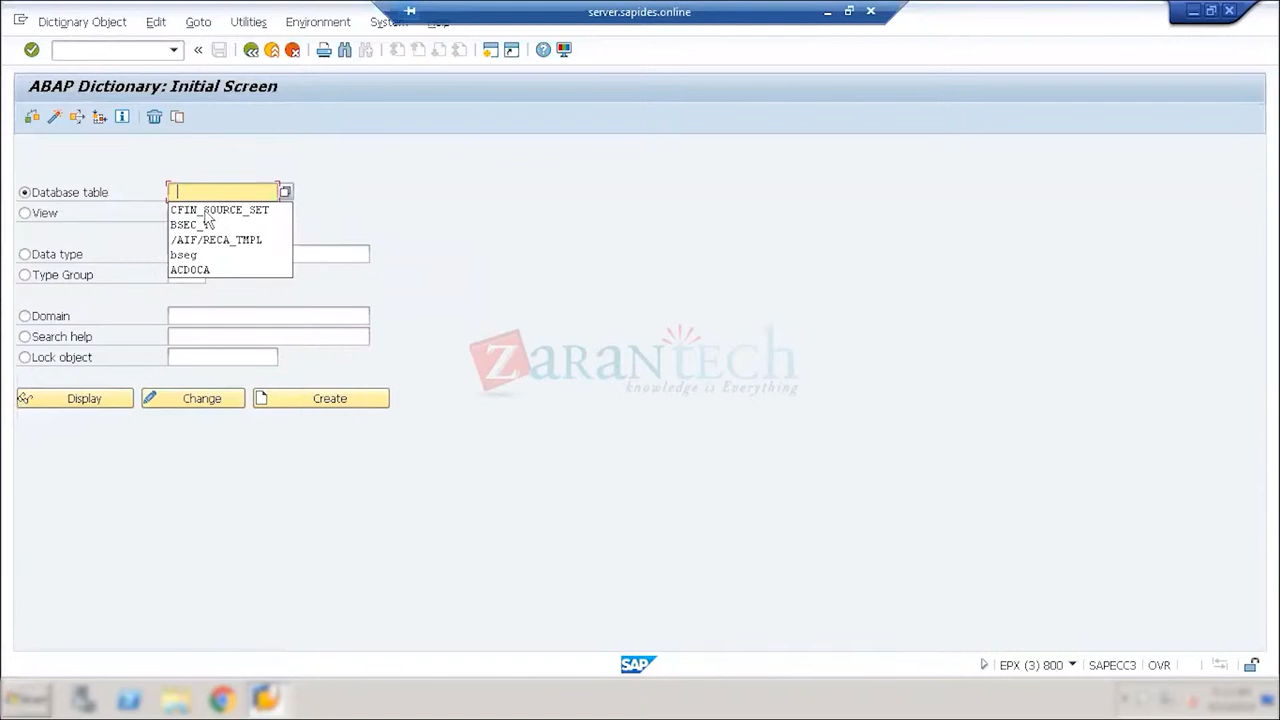 server.sapides.online
Dictionary Object Edit Goto Utilities Environment System Help
ABAP Dictionary: Initial Screen
Database table
CFIN_SOURCE_SET
View
/AIF/RECA_TMPL
Data type
bseg
Type Group
ACDOCA
Domain
Search help
Lock object
Display Change Create
zarantech
knowledge is Everything
SAP
EPX (3) 800 SAPECC3 OVR